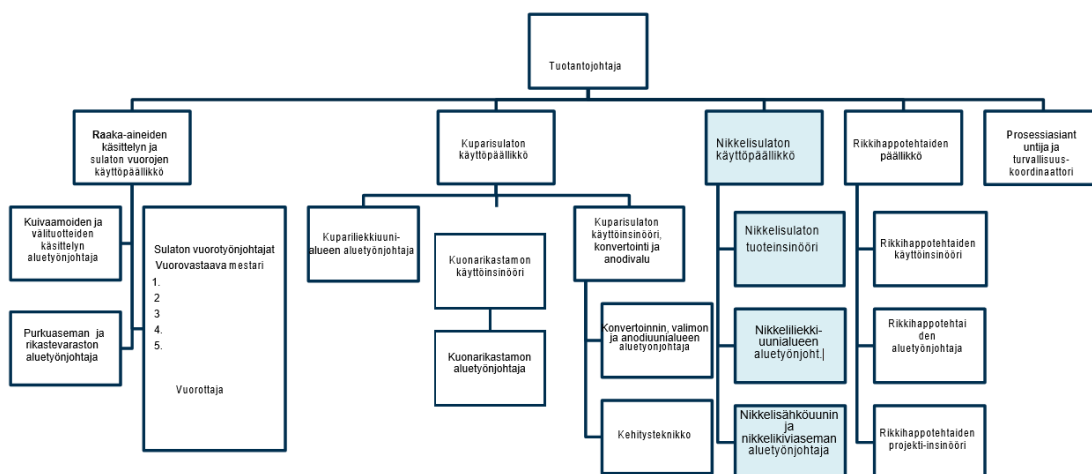 Tuotantojohtaja
Raaka-aineiden
käsittelyn ja
sulaton vuorojen
käyttöpäällikkö
Kuparisulaton
käyttöpäällikkö
Nikkelisulaton
käyttöpäällikkö
Rikkihappotehtaiden
päällikkö
Prosessiasiant
untija ja
turvallisuus-
koordinaattori
Kuivaamoiden ja
välituotteiden
käsittelyn
aluetyönjohtaja
Purkuaseman ja
rikastevaraston
aluetyönjohtaja
Sulaton vuorotyönjohtajat
Vuorovastaava mestari
1.
2
3
4.
5.
Vuorottaja
Kupariliekkiuuni-
alueen aluetyönjohtaja
Kuonarikastamon
käyttöinsinööri
Kuonarikastamon
aluetyönjohtaja
Kuparisulaton
käyttöinsinööri,
konvertointi ja
anodivalu
Konvertoinnin, valimon
ja anodiuunialueen
aluetyönjohtaja
Kehitysteknikko
Nikkelisulaton
tuoteinsinööri
Nikkeliliekki-
uunialueen
aluetyönjoht.
Nikkelisähköuunin
ja
nikkelikiviaseman
aluetyönjohtaja
Rikkihappotehtaiden
käyttöinsinööri
Rikkihappotehtai
den
aluetyönjohtaja
Rikkihappotehtaiden
projekti-insinööri